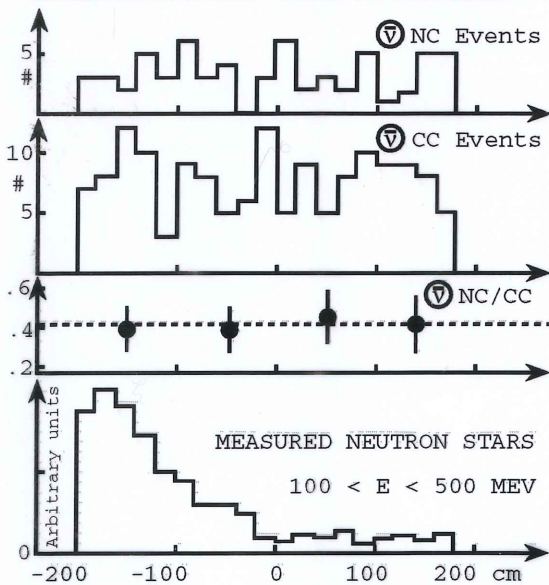 ν̄ NC Events
5
#
ν̄ CC Events
10
#
5
.6
ν̄ NC/CC
.4
.2
Arbitrary units
MEASURED NEUTRON STARS
100 < E < 500 MEV
0
-200 -100 0 100 200 cm